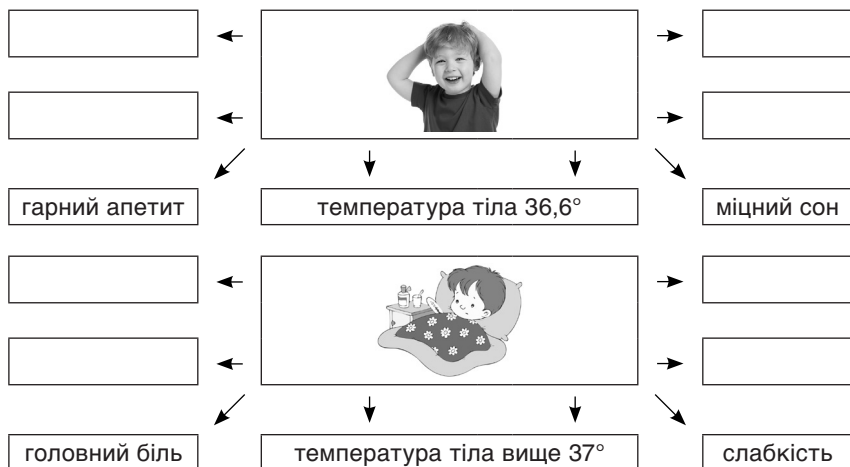 гарний апетит
температура тіла 36,6°
міцний сон
головний біль
температура тіла вище 37°
слабкість